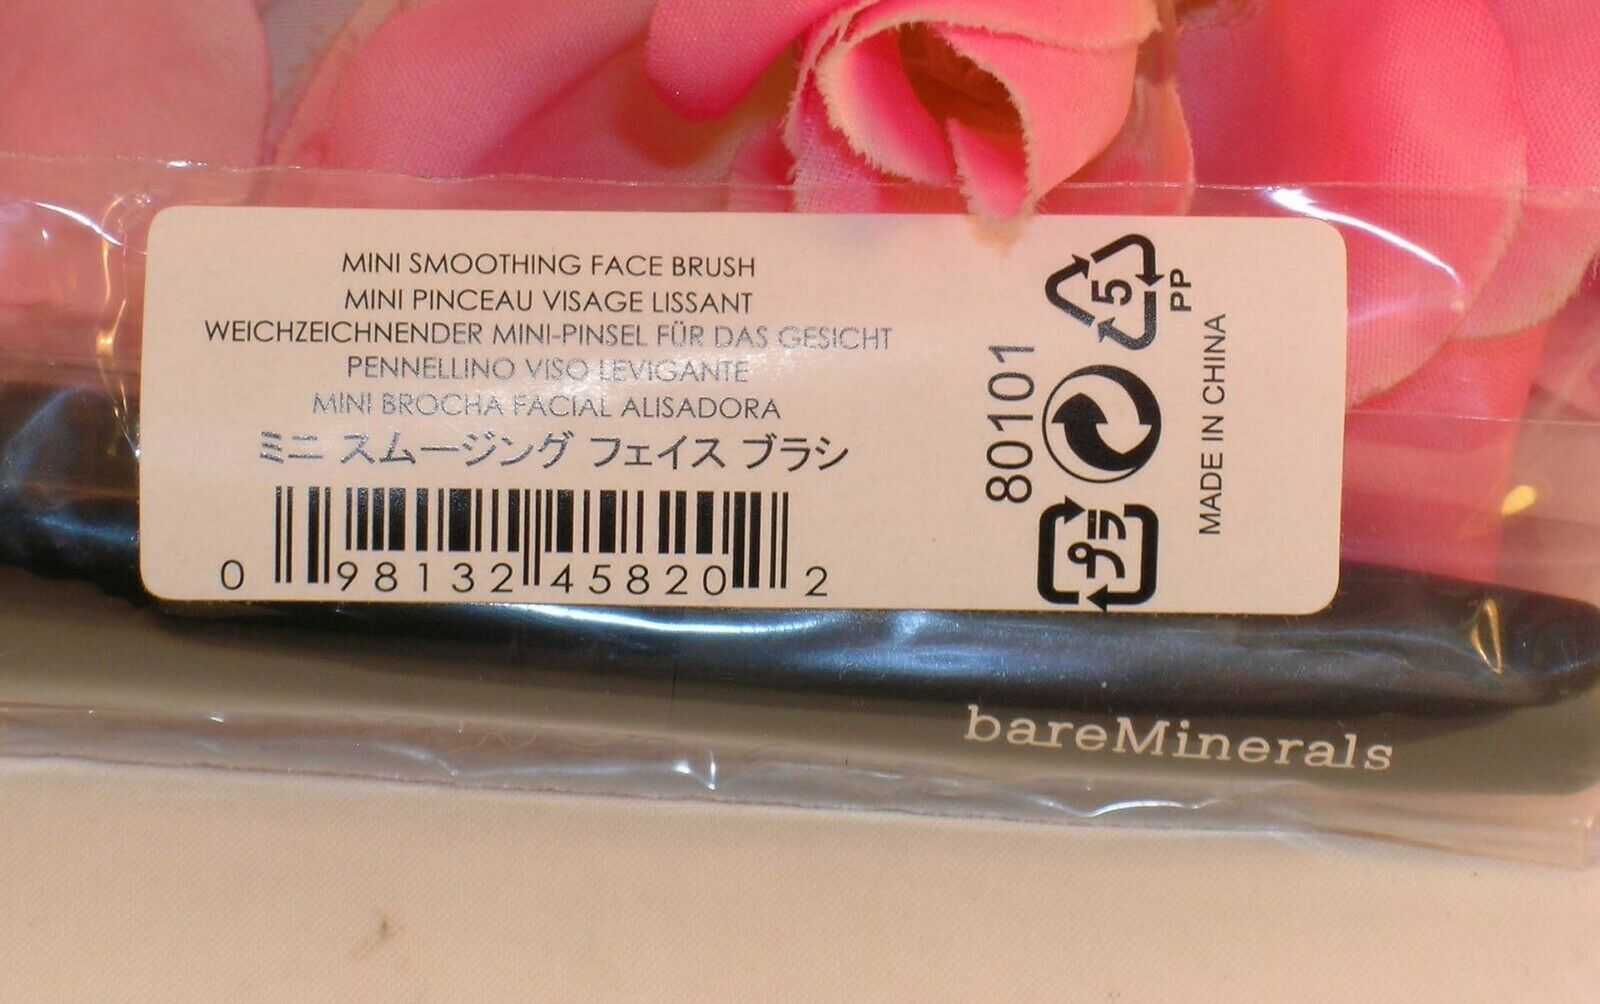 MINI SMOOTHING FACE BRUSH
MINI PINCEAU VISAGE LISSANT
WEICHZEICHNENDER MINI-PINSEL FÜR DAS GESICHT
PENNELLINO VISO LEVIGANTE
MINI BROCHA FACIAL ALISADORA
ミニ スムージング フェイス ブラシ
0 98132 45820 2
80101
5
PP
プラ
MADE IN CHINA
bareMinerals